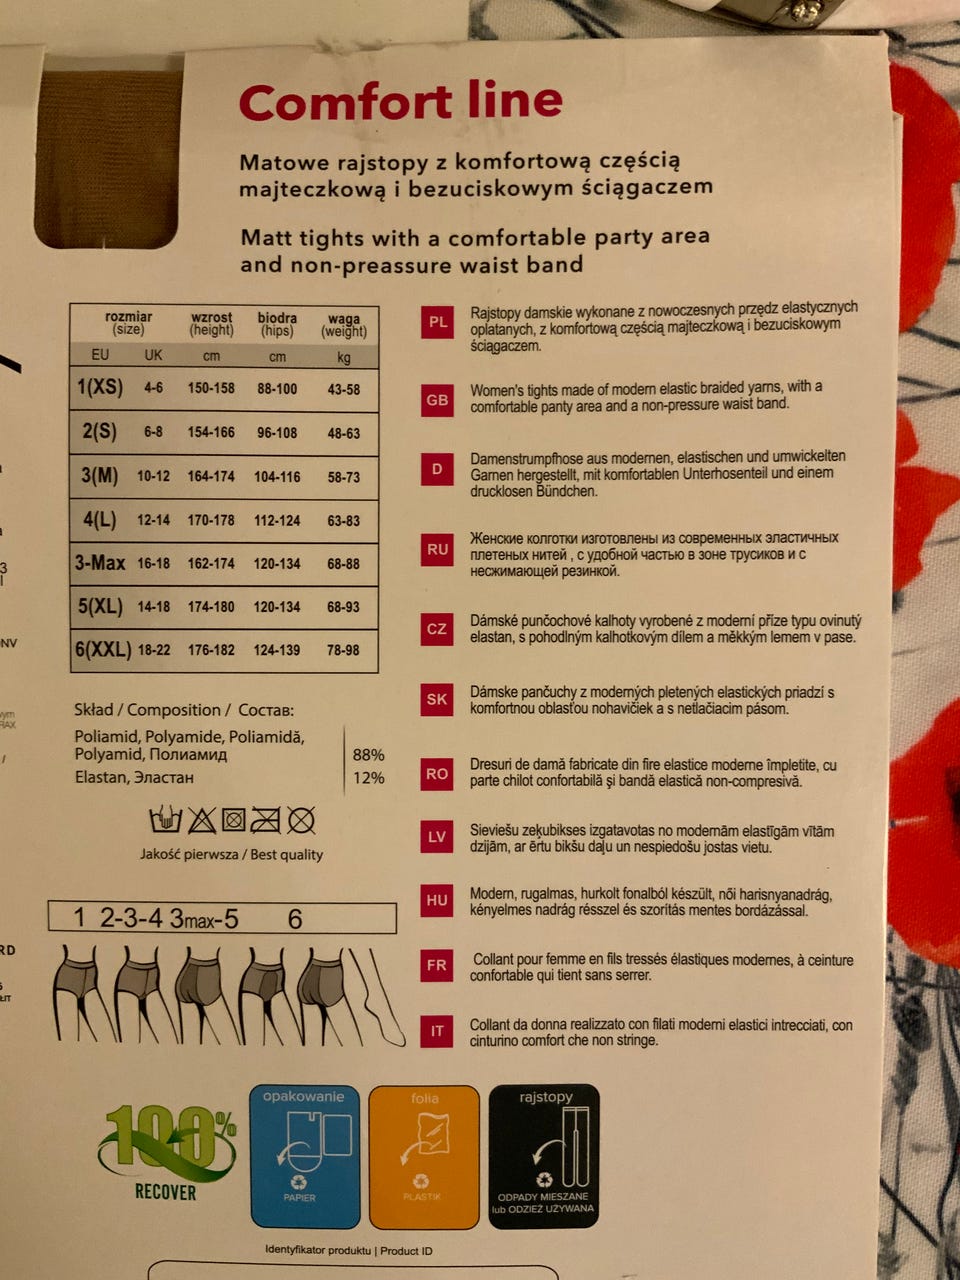 Comfort line
Matowe rajstopy z komfortową częścią
majteczkową i bezuciskowym ściągaczem
Matt tights with a comfortable party area
and non-preassure waist band
rozmiar wzrost biodra waga
(size) (height) (hips) (weight)
EU UK cm cm kg
1(XS) 4-6 150-158 88-100 43-58
2(S) 6-8 154-166 96-108 48-63
3(M) 10-12 164-174 104-116 58-73
4(L) 12-14 170-178 112-124 63-83
3-Max 16-18 162-174 120-134 68-88
5(XL) 14-18 174-180 120-134 68-93
6(XXL) 18-22 176-182 124-139 78-98
Skład / Composition / Состав:
Poliamid, Polyamide, Poliamidă,
Polyamid, Полиамид 88%
Elastan, Эластан 12%
Jakość pierwsza / Best quality
1 2-3-4 3max-5 6
PL
Rajstopy damskie wykonane z nowoczesnych przędz elastycznych
oplatanych, z komfortową częścią majteczkową i bezuciskowym
ściągaczem.
GB
Women's tights made of modern elastic braided yarns, with a
comfortable panty area and a non-pressure waist band.
D
Damenstrumpfhose aus modernen, elastischen und umwickelten
Garnen hergestellt, mit komfortablen Unterhosenteil und einem
drucklosen Bündchen.
RU
Женские колготки изготовлены из современных эластичных
плетеных нитей , с удобной частью в зоне трусиков и с
несжимающей резинкой.
CZ
Dámské punčochové kalhoty vyrobené z moderní příze typu ovinutý
elastan, s pohodlným kalhotkovým dílem a měkkým lemem v pase.
SK
Dámske pančuchy z moderných pletených elastických priadzí s
komfortnou oblasťou nohavičiek a s netlačiacim pásom.
RO
Dresuri de damă fabricate din fire elastice moderne împletite, cu
parte chilot confortabilă și bandă elastică non-compresivă.
LV
Sieviešu zeķubikses izgatavotas no modernām elastīgām vītām
dzijām, ar ērtu bikšu daļu un nespiedošu jostas vietu.
HU
Modern, rugalmas, hurkolt fonalból készült, női harisnyanadrág,
kényelmes nadrág résszel és szorítás mentes bordázással.
FR
Collant pour femme en fils tressés élastiques modernes, à ceinture
confortable qui tient sans serrer.
IT
Collant da donna realizzato con filati moderni elastici intrecciati, con
cinturino comfort che non stringe.
100%
RECOVER
opakowanie
PAPIER
folia
PLASTIK
rajstopy
ODPADY MIESZANE
lub ODZIEŻ UŻYWANA
Identyfikator produktu | Product ID